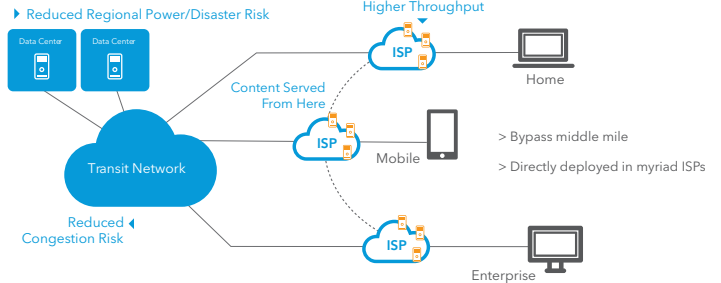 Higher Throughput
Reduced Regional Power/Disaster Risk
Data Center
Data Center
ISP
Home
Content Served
From Here
ISP
Mobile
> Bypass middle mile
> Directly deployed in myriad ISPs
Transit Network
Reduced
Congestion Risk
ISP
Enterprise